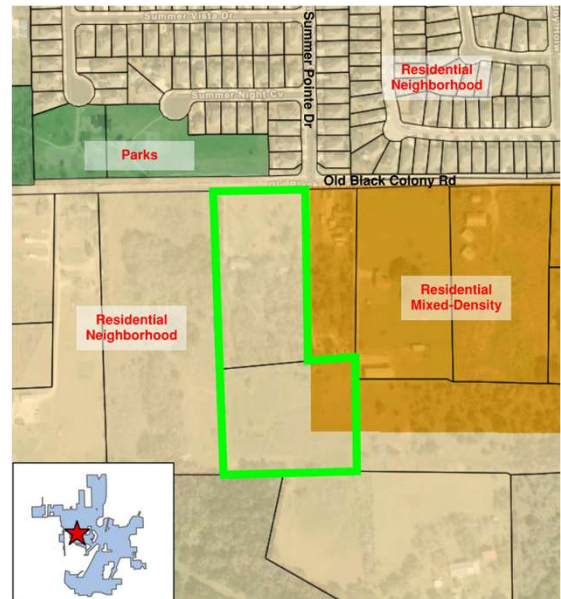 Summer Vista Dr
Summer Pointe Dr
Residential
Neighborhood
Summer Night Cv
Parks
Old Black Colony Rd
Residential
Neighborhood
Residential
Mixed-Density